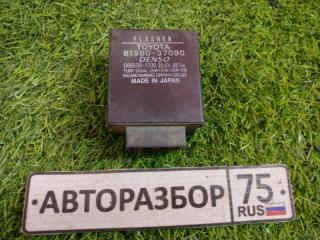 FLASHER
TOYOTA
81980-37090
DENSO
MADE IN JAPAN
АВТОРАЗБОР 75
RUS